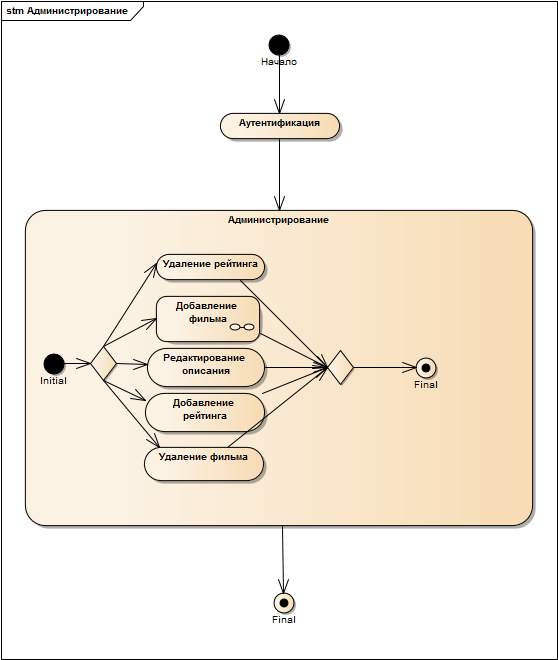 stm Администрирование
Начало
Аутентификация
Администрирование
Удаление рейтинга
Добавление
фильма
Редактирование
описания
Initial
Final
Добавление
рейтинга
Удаление фильма
Final